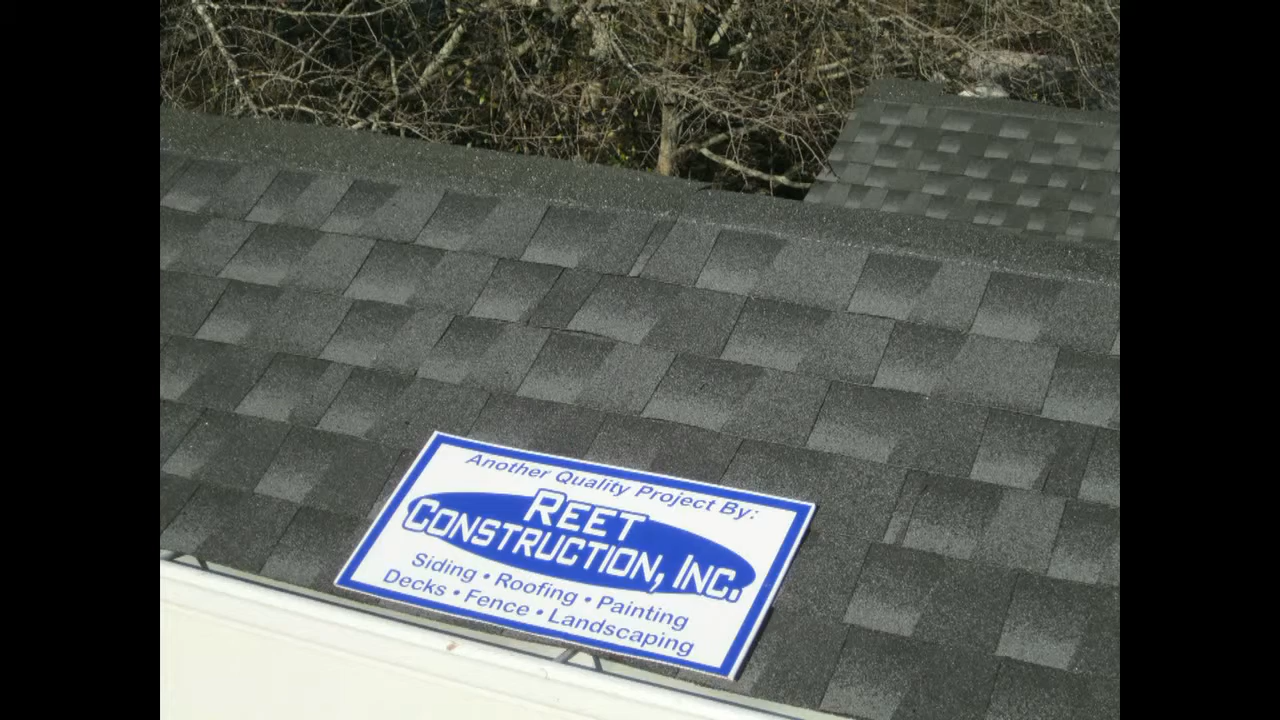 Another Quality Project By:
REET
CONSTRUCTION, INC.
Siding • Roofing • Painting
Decks • Fence • Landscaping